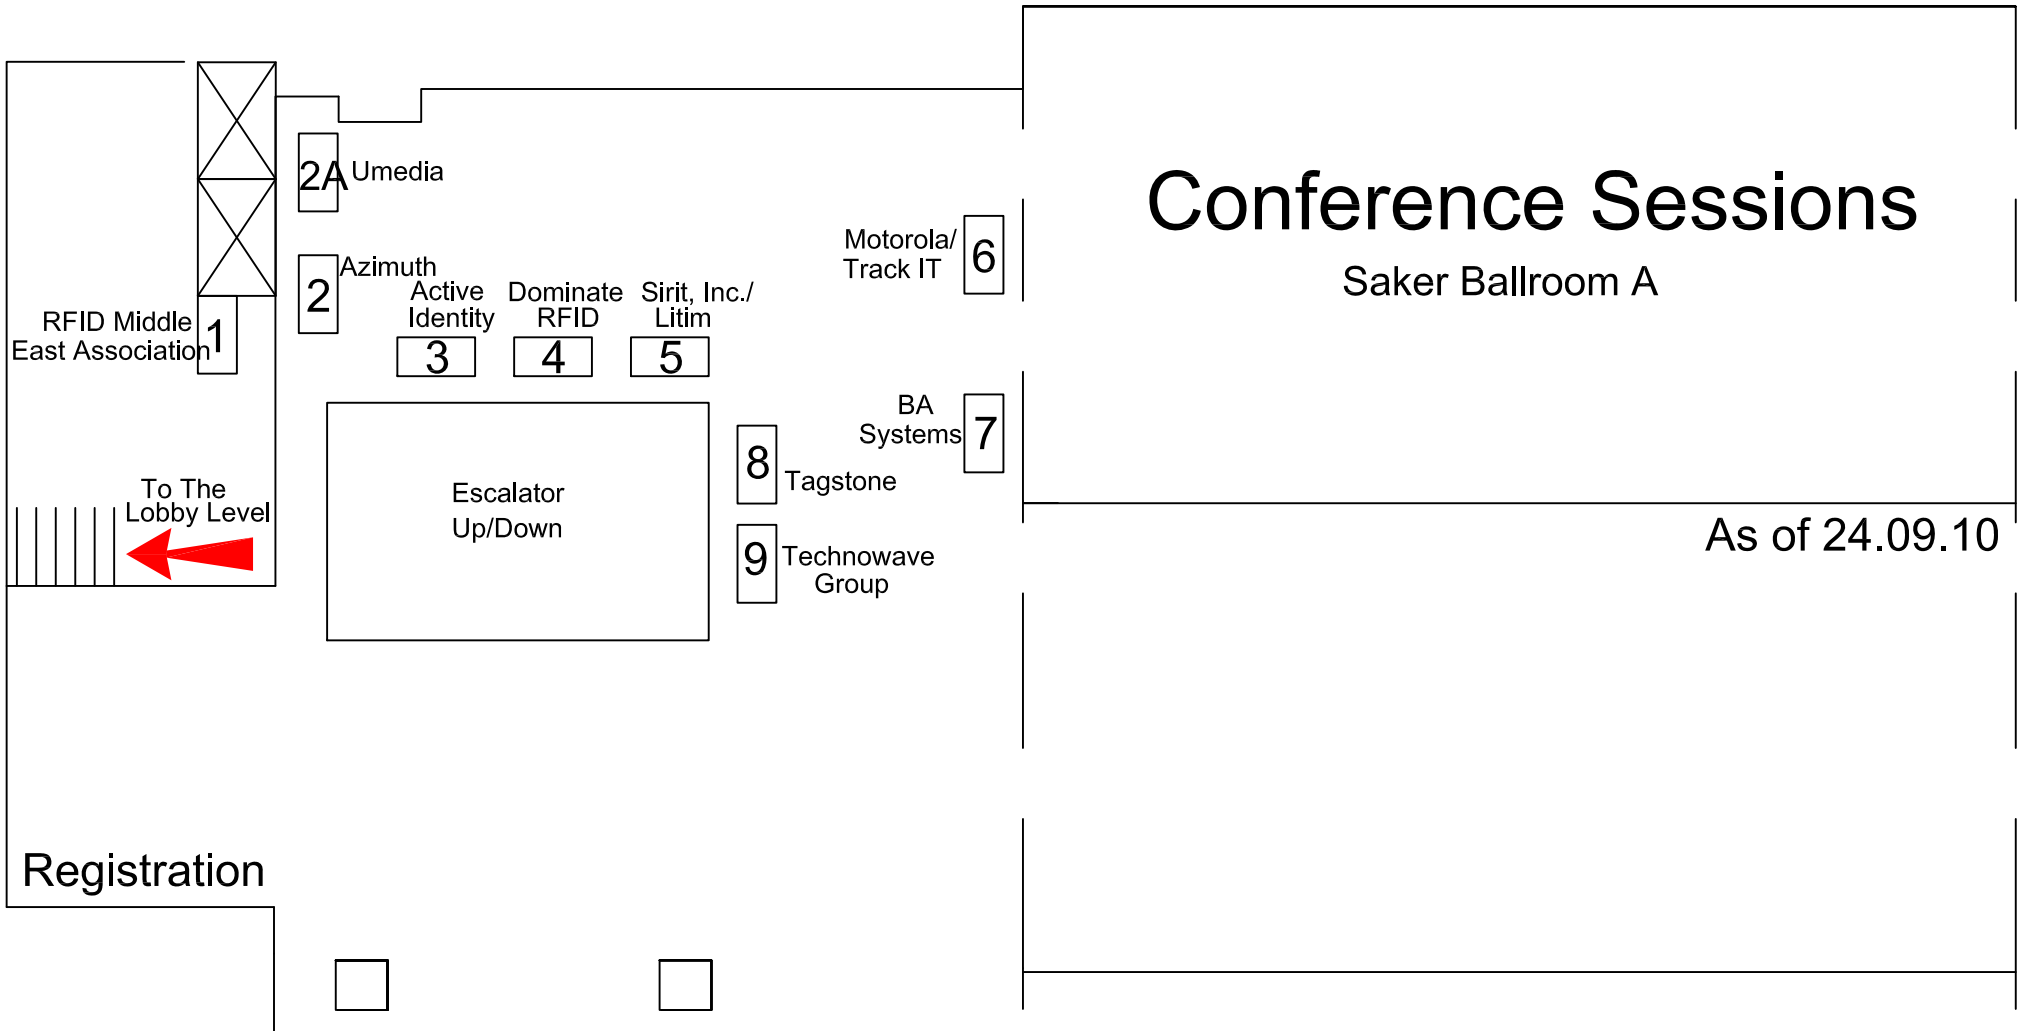 Conference Sessions
Saker Ballroom A
2A
Umedia
Motorola/
Track IT
6
Azimuth
2
Active
Identity
3
Dominate
RFID
4
Sirit, Inc./
Litim
5
RFID Middle
East Association
1
BA
Systems
7
8
Tagstone
To The
Lobby Level
Escalator
Up/Down
9
Technowave
Group
As of 24.09.10
Registration